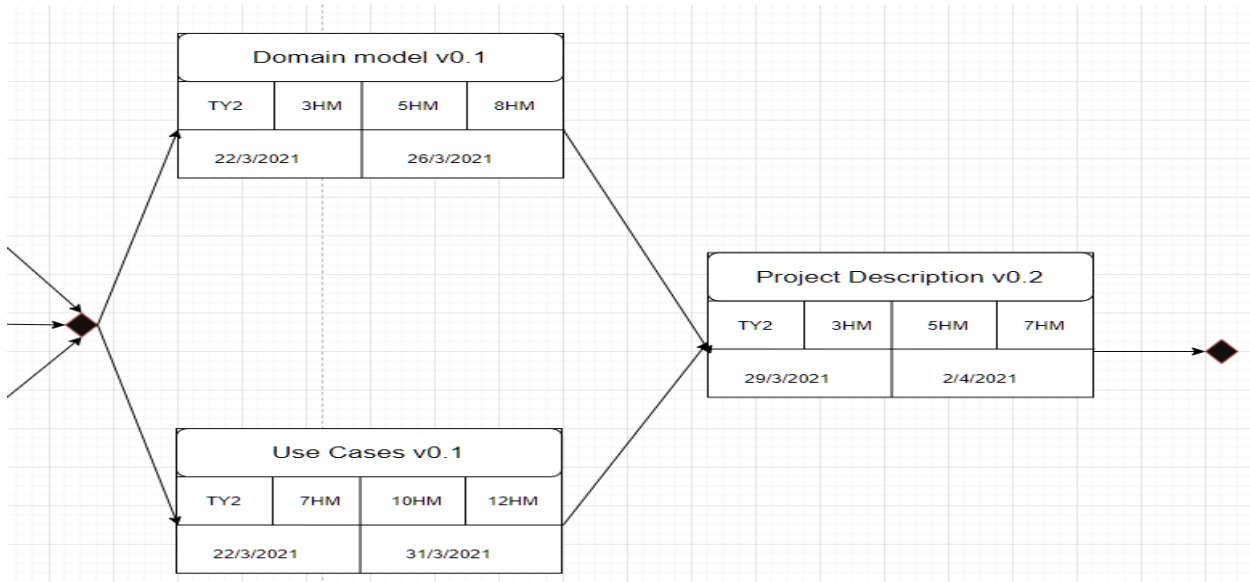 Domain model v0.1
TY2 3HM 5HM 8HM
22/3/2021 26/3/2021
Project Description v0.2
TY2 3HM 5HM 7HM
29/3/2021 2/4/2021
Use Cases v0.1
TY2 7HM 10HM 12HM
22/3/2021 31/3/2021